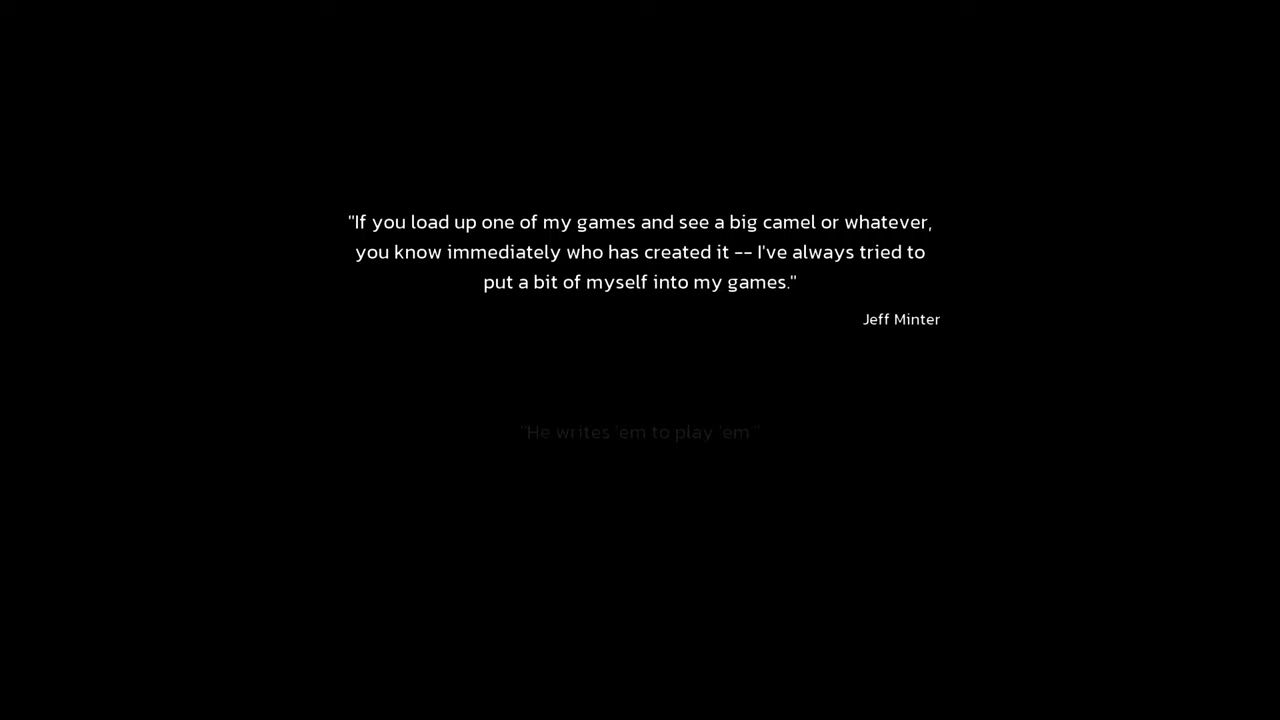 "If you load up one of my games and see a big camel or whatever,
you know immediately who has created it -- I've always tried to
put a bit of myself into my games."
Jeff Minter
"He writes 'em to play 'em"